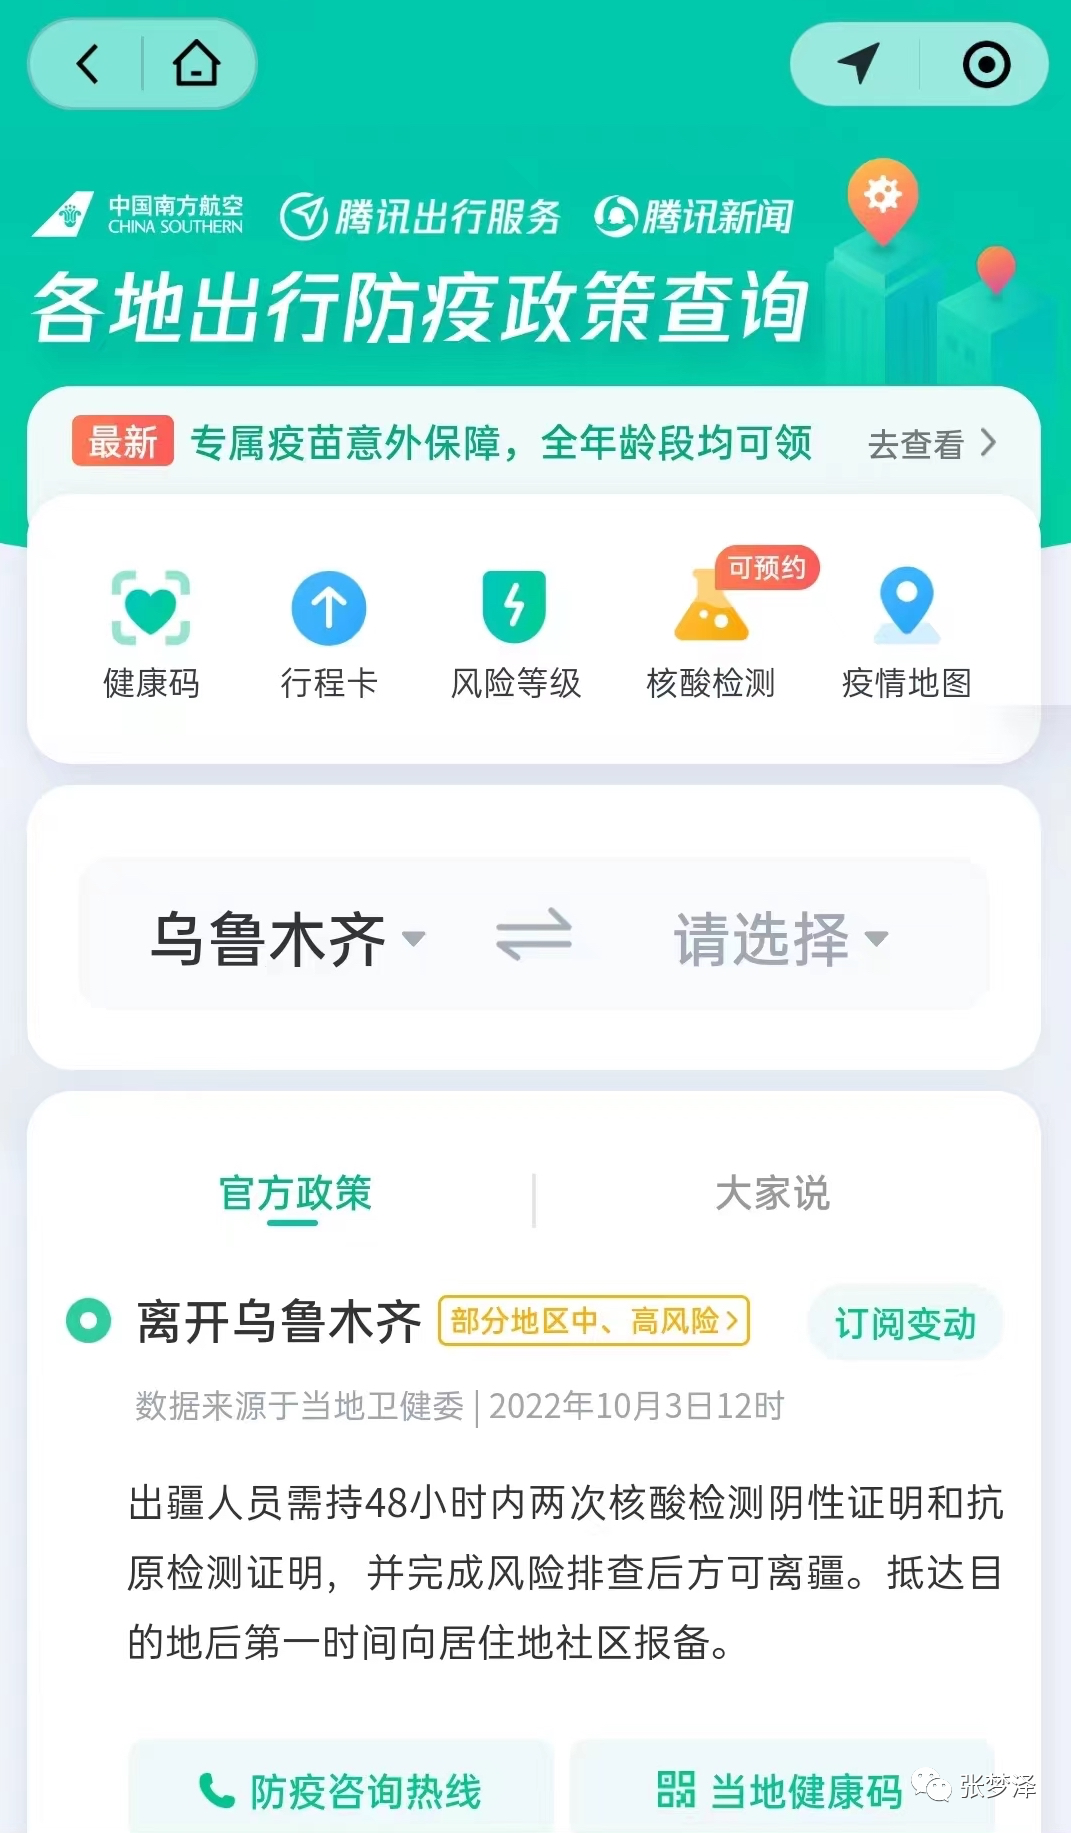 中国南方航空
CHINA SOUTHERN
腾讯出行服务
腾讯新闻
各地出行防疫政策查询
最新 专属疫苗意外保障，全年龄段均可领 去查看
可预约
健康码 行程卡 风险等级 核酸检测 疫情地图
乌鲁木齐 请选择
官方政策 大家说
离开乌鲁木齐 部分地区中、高风险 订阅变动
数据来源于当地卫健委 | 2022年10月3日12时
出疆人员需持48小时内两次核酸检测阴性证明和抗
原检测证明，并完成风险排查后方可离疆。抵达目
的地后第一时间向居住地社区报备。
防疫咨询热线 当地健康码
张梦泽